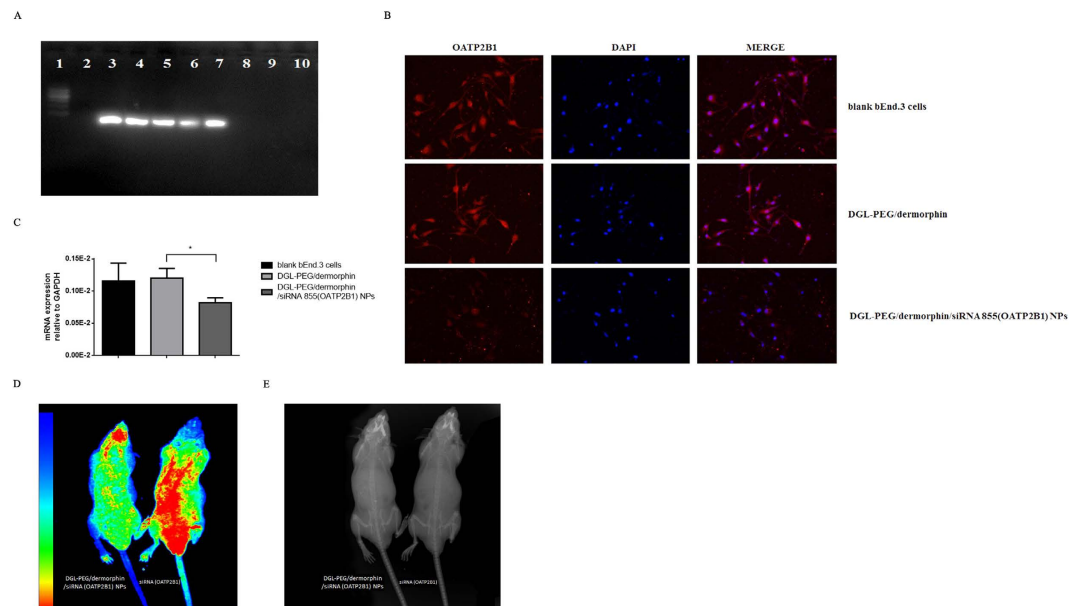 A
1 2 3 4 5 6 7 8 9 10
B
OATP2B1 DAPI MERGE
blank bEnd.3 cells
DGL-PEG/dermorphin
DGL-PEG/dermorphin/siRNA 855(OATP2B1) NPs
C
mRNA expression
relative to GAPDH
0.15E-2
0.10E-2
0.05E-2
0.00E-2
*
blank bEnd.3 cells
DGL-PEG/dermorphin
DGL-PEG/dermorphin
/siRNA 855(OATP2B1) NPs
D
DGL-PEG/dermorphin
/siRNA (OATP2B1) NPs
siRNA (OATP2B1)
E
DGL-PEG/dermorphin
/siRNA (OATP2B1) NPs
siRNA (OATP2B1)